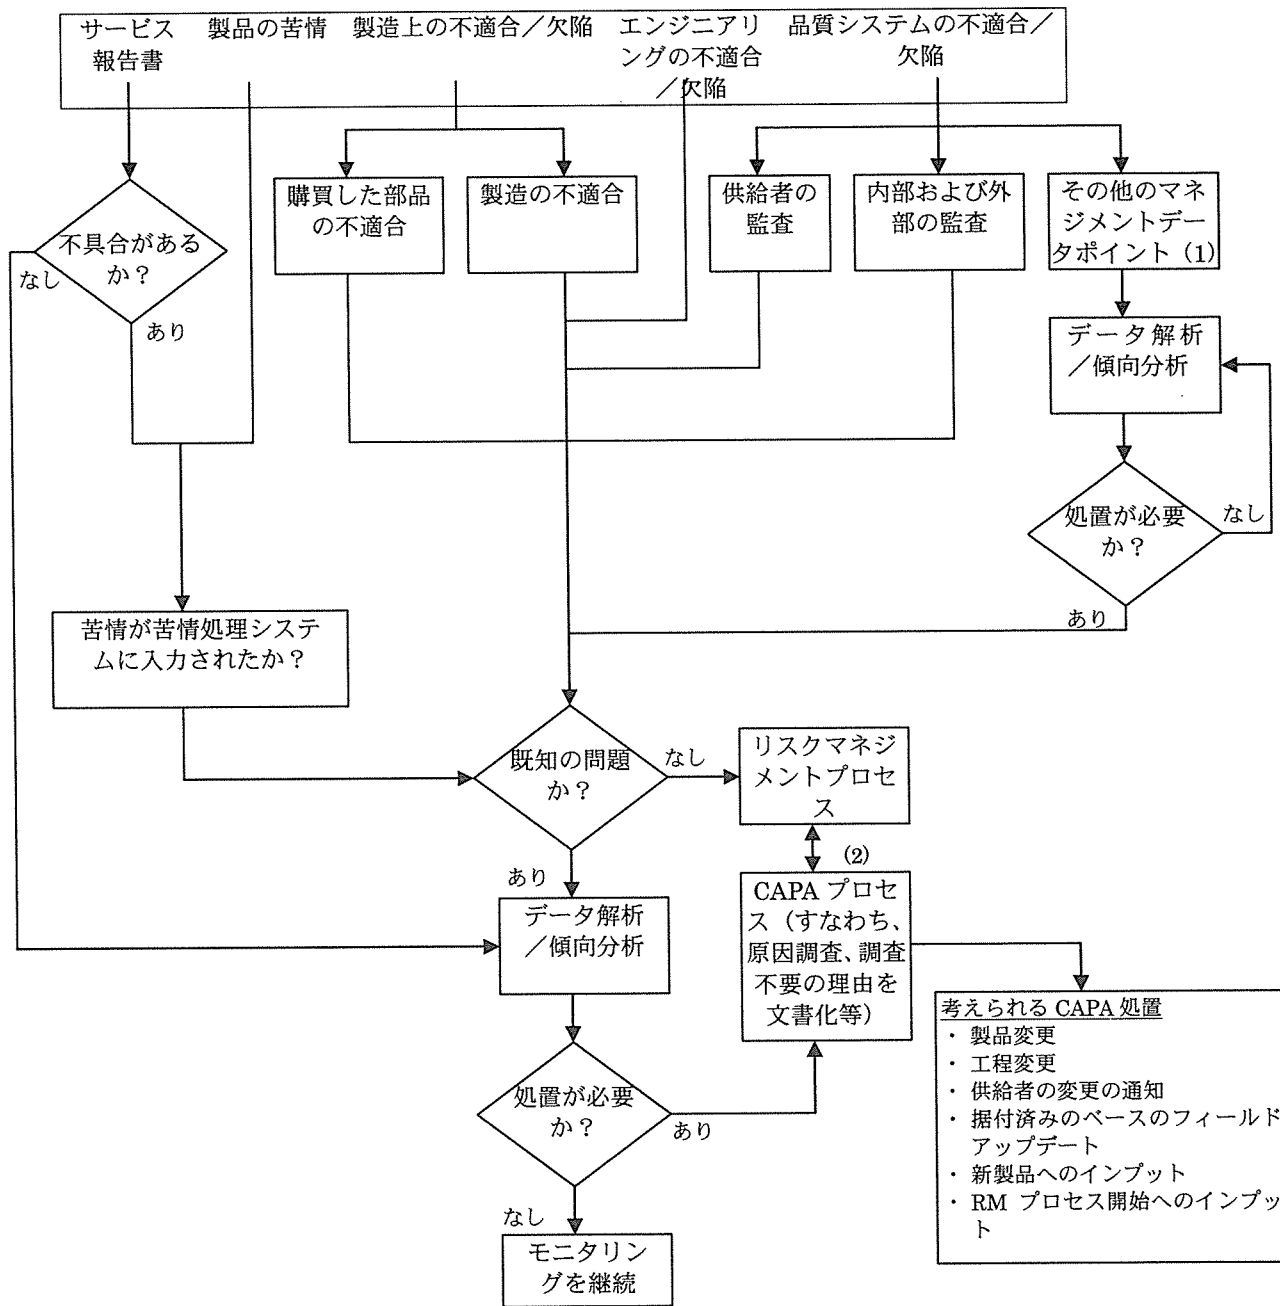 サービス
報告書
製品の苦情
製造上の不適合／欠陥
エンジニアリ
ングの不適合
／欠陥
品質システムの不適合／
欠陥
購買した部品
の不適合
製造の不適合
供給者の
監査
内部および外
部の監査
その他のマネ
ジメントデー
タポイント（1）
不具合がある
か？
なし
あり
データ解析
／傾向分析
処置が必要
か？
なし
あり
苦情が苦情処理システ
ムに入力されたか？
既知の問題
か？
なし
あり
リスクマネジ
メントプロセ
ス
(2)
CAPA プロセ
ス（すなわち、
原因調査、調査
不要の理由を
文書化等）
データ解析
／傾向分析
処置が必要
か？
あり
なし
モニタリン
グを継続
考えられる CAPA 処置
・ 製品変更
・ 工程変更
・ 供給者の変更の通知
・ 据付済みのベースのフィールド
アップデート
・ 新製品へのインプット
・ RM プロセス開始へのインプッ
ト